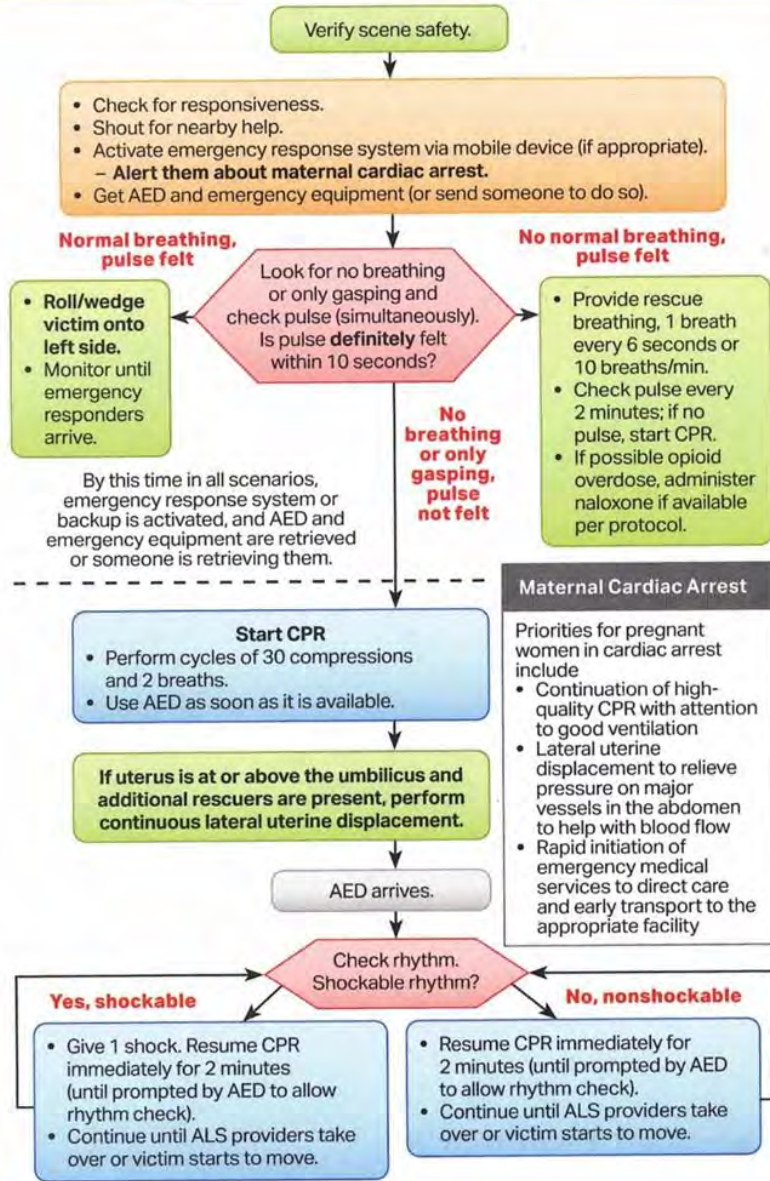 Verify scene safety.
• Check for responsiveness.
• Shout for nearby help.
• Activate emergency response system via mobile device (if appropriate).
– Alert them about maternal cardiac arrest.
• Get AED and emergency equipment (or send someone to do so).
Normal breathing,
pulse felt
No normal breathing,
pulse felt
Look for no breathing
or only gasping and
check pulse (simultaneously).
Is pulse definitely felt
within 10 seconds?
• Roll/wedge
victim onto
left side.
• Monitor until
emergency
responders
arrive.
• Provide rescue
breathing, 1 breath
every 6 seconds or
10 breaths/min.
• Check pulse every
2 minutes; if no
pulse, start CPR.
• If possible opioid
overdose, administer
naloxone if available
per protocol.
No
breathing
or only
gasping,
pulse
not felt
By this time in all scenarios,
emergency response system or
backup is activated, and AED and
emergency equipment are retrieved
or someone is retrieving them.
Start CPR
• Perform cycles of 30 compressions
and 2 breaths.
• Use AED as soon as it is available.
Maternal Cardiac Arrest
Priorities for pregnant
women in cardiac arrest
include
• Continuation of high-
quality CPR with attention
to good ventilation
• Lateral uterine
displacement to relieve
pressure on major
vessels in the abdomen
to help with blood flow
• Rapid initiation of
emergency medical
services to direct care
and early transport to the
appropriate facility
If uterus is at or above the umbilicus and
additional rescuers are present, perform
continuous lateral uterine displacement.
AED arrives.
Check rhythm.
Shockable rhythm?
Yes, shockable
No, nonshockable
• Give 1 shock. Resume CPR
immediately for 2 minutes
(until prompted by AED to allow
rhythm check).
• Continue until ALS providers take
over or victim starts to move.
• Resume CPR immediately for
2 minutes (until prompted by AED
to allow rhythm check).
• Continue until ALS providers take
over or victim starts to move.